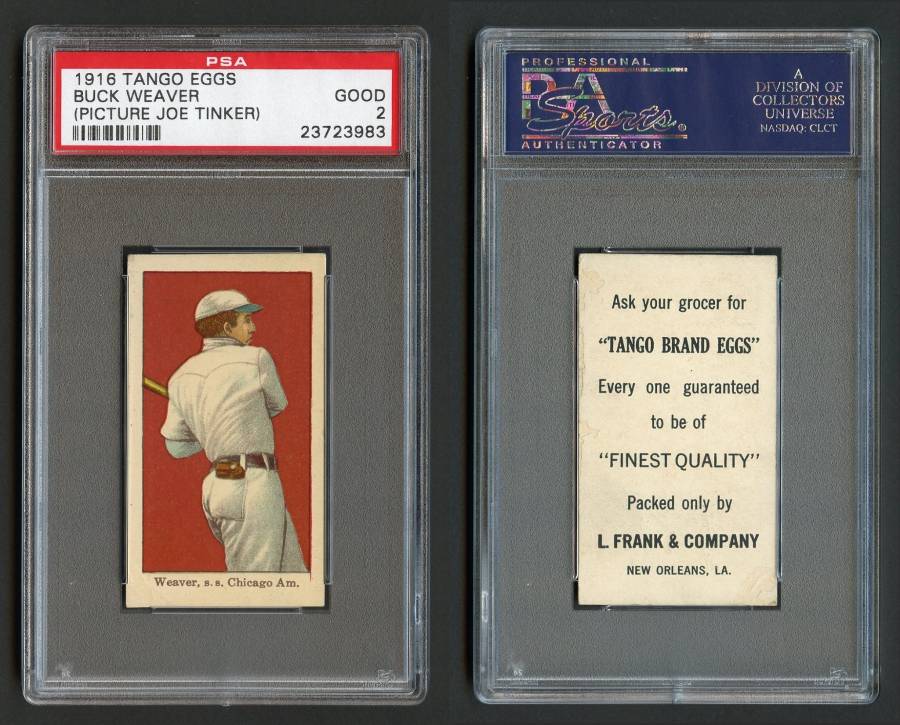 PSA
1916 TANGO EGGS
BUCK WEAVER GOOD
(PICTURE JOE TINKER) 2
23723983
Weaver, s.s. Chicago Am.
PROFESSIONAL
PSA
Sports
AUTHENTICATOR
A
DIVISION OF
COLLECTORS
UNIVERSE
NASDAQ: CLCT
Ask your grocer for
"TANGO BRAND EGGS"
Every one guaranteed
to be of
"FINEST QUALITY"
Packed only by
L. FRANK & COMPANY
NEW ORLEANS, LA.